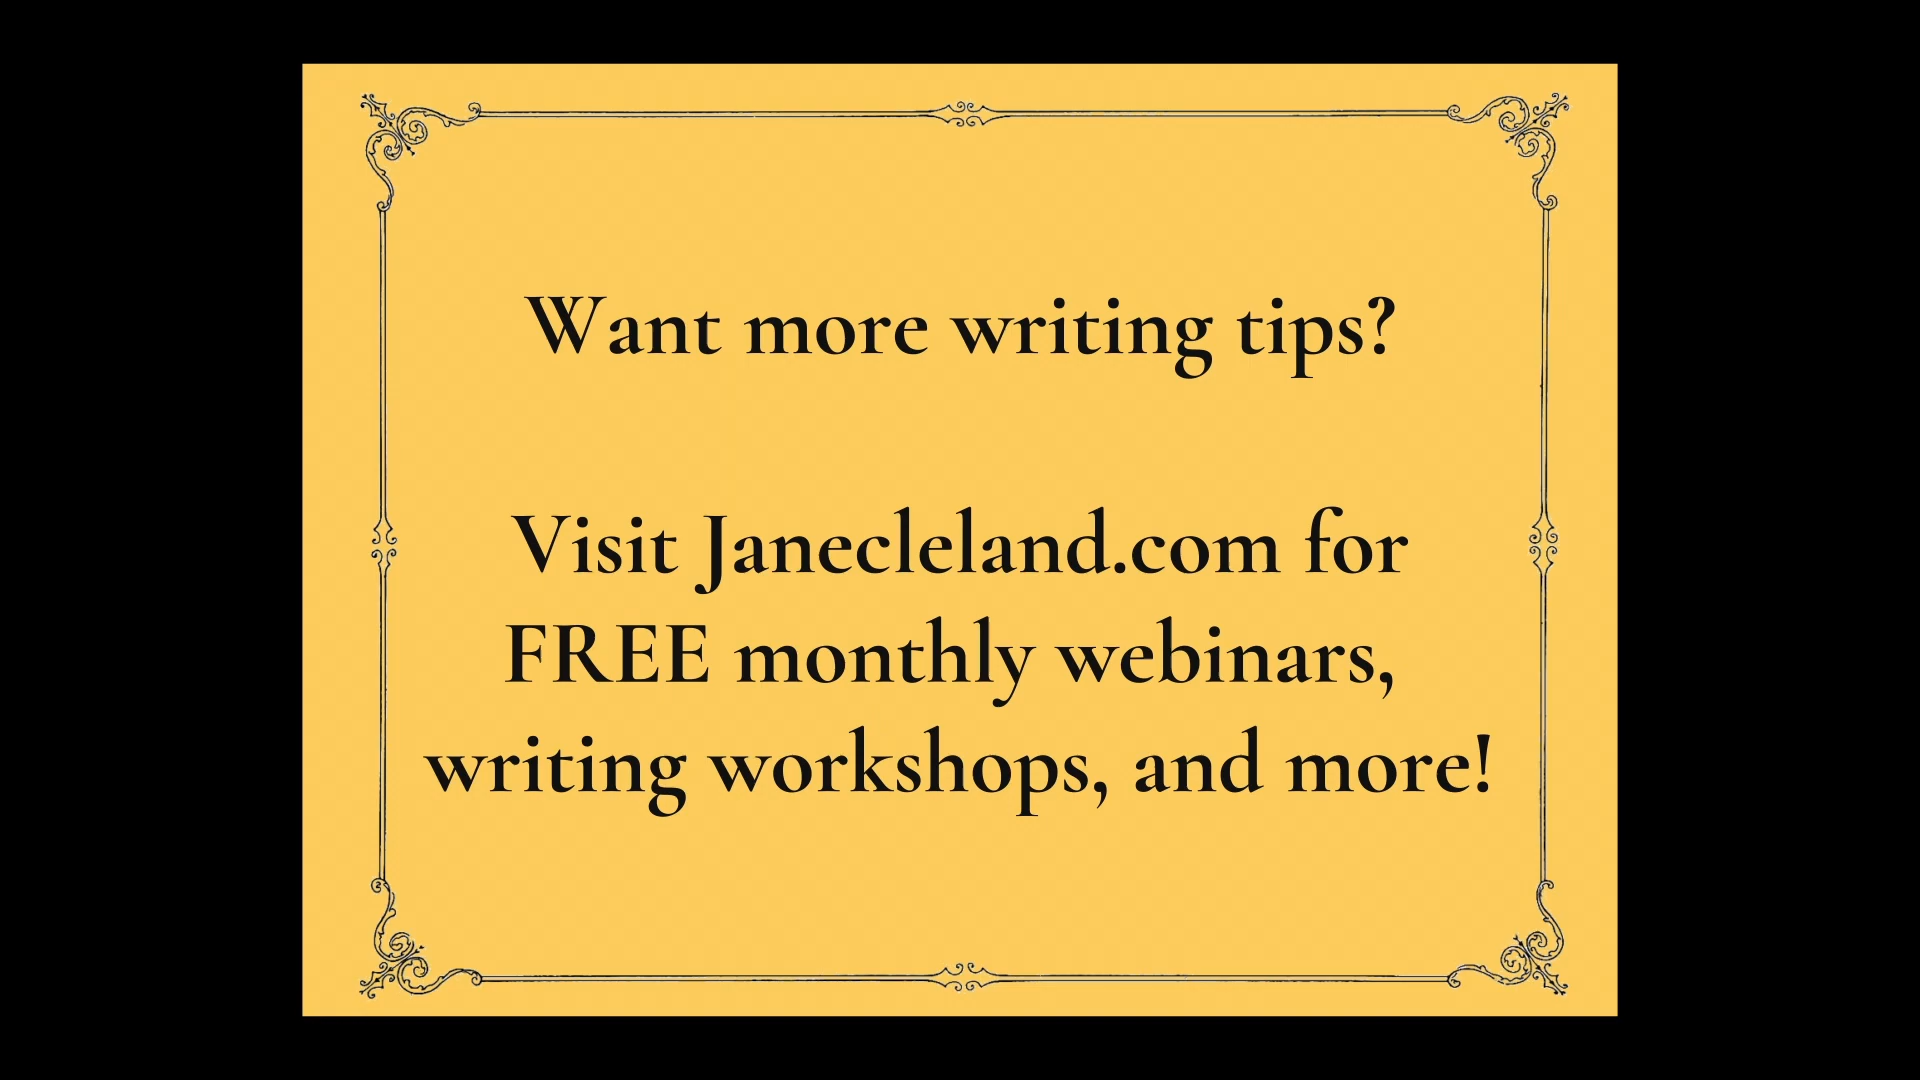 Want more writing tips?
Visit Janecleland.com for
FREE monthly webinars,
writing workshops, and more!